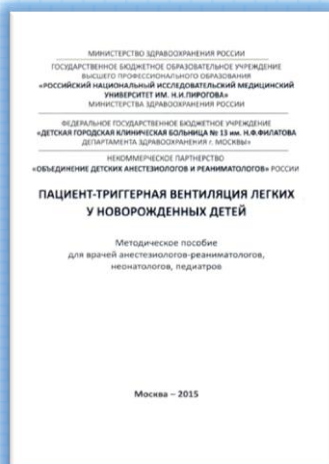 МИНИСТЕРСТВО ЗДРАВООХРАНЕНИЯ РОССИИ
ГОСУДАРСТВЕННОЕ БЮДЖЕТНОЕ ОБРАЗОВАТЕЛЬНОЕ УЧРЕЖДЕНИЕ
ВЫСШЕГО ПРОФЕССИОНАЛЬНОГО ОБРАЗОВАНИЯ
«РОССИЙСКИЙ НАЦИОНАЛЬНЫЙ ИССЛЕДОВАТЕЛЬСКИЙ МЕДИЦИНСКИЙ
УНИВЕРСИТЕТ ИМ. Н.И.ПИРОГОВА»
МИНИСТЕРСТВА ЗДРАВООХРАНЕНИЯ РОССИИ
ФЕДЕРАЛЬНОЕ ГОСУДАРСТВЕННОЕ БЮДЖЕТНОЕ УЧРЕЖДЕНИЕ
«ДЕТСКАЯ ГОРОДСКАЯ КЛИНИЧЕСКАЯ БОЛЬНИЦА № 13 им. Н.Ф.ФИЛАТОВА
ДЕПАРТАМЕНТА ЗДРАВООХРАНЕНИЯ г. МОСКВЫ»
НЕКОММЕРЧЕСКОЕ ПАРТНЕРСТВО
«ОБЪЕДИНЕНИЕ ДЕТСКИХ АНЕСТЕЗИОЛОГОВ И РЕАНИМАТОЛОГОВ» РОССИИ
ПАЦИЕНТ-ТРИГГЕРНАЯ ВЕНТИЛЯЦИЯ ЛЕГКИХ
У НОВОРОЖДЕННЫХ ДЕТЕЙ
Методическое пособие
для врачей анестезиологов-реаниматологов,
неонатологов, педиатров
Москва – 2015